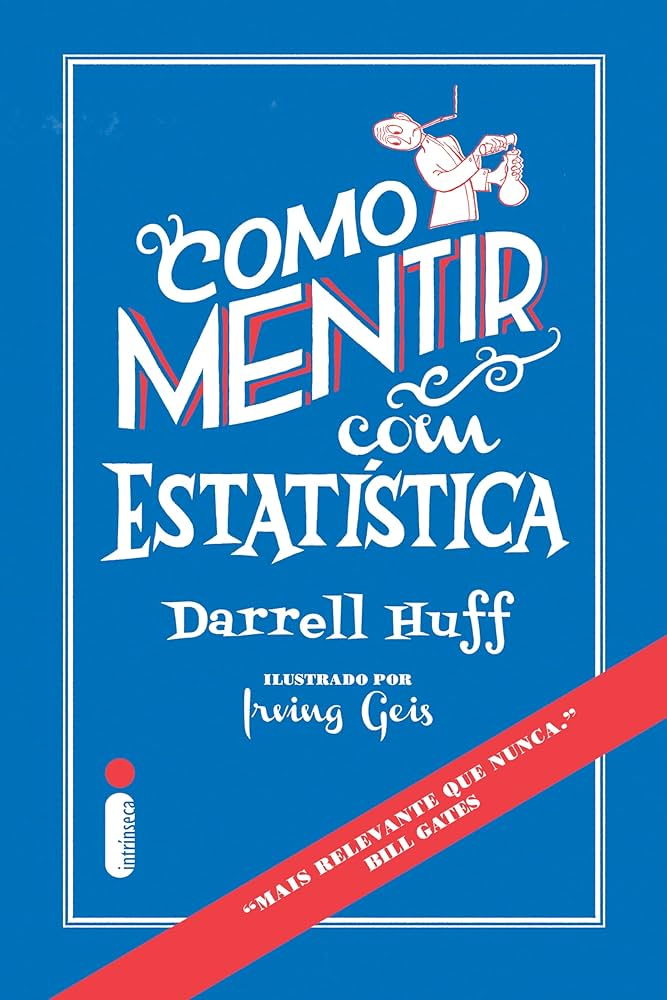 COMO
MENTIR
com
ESTATÍSTICA
Darrell Huff
ILUSTRADO POR
Irving Geis
“MAIS RELEVANTE QUE NUNCA.”
BILL GATES
intrínseca